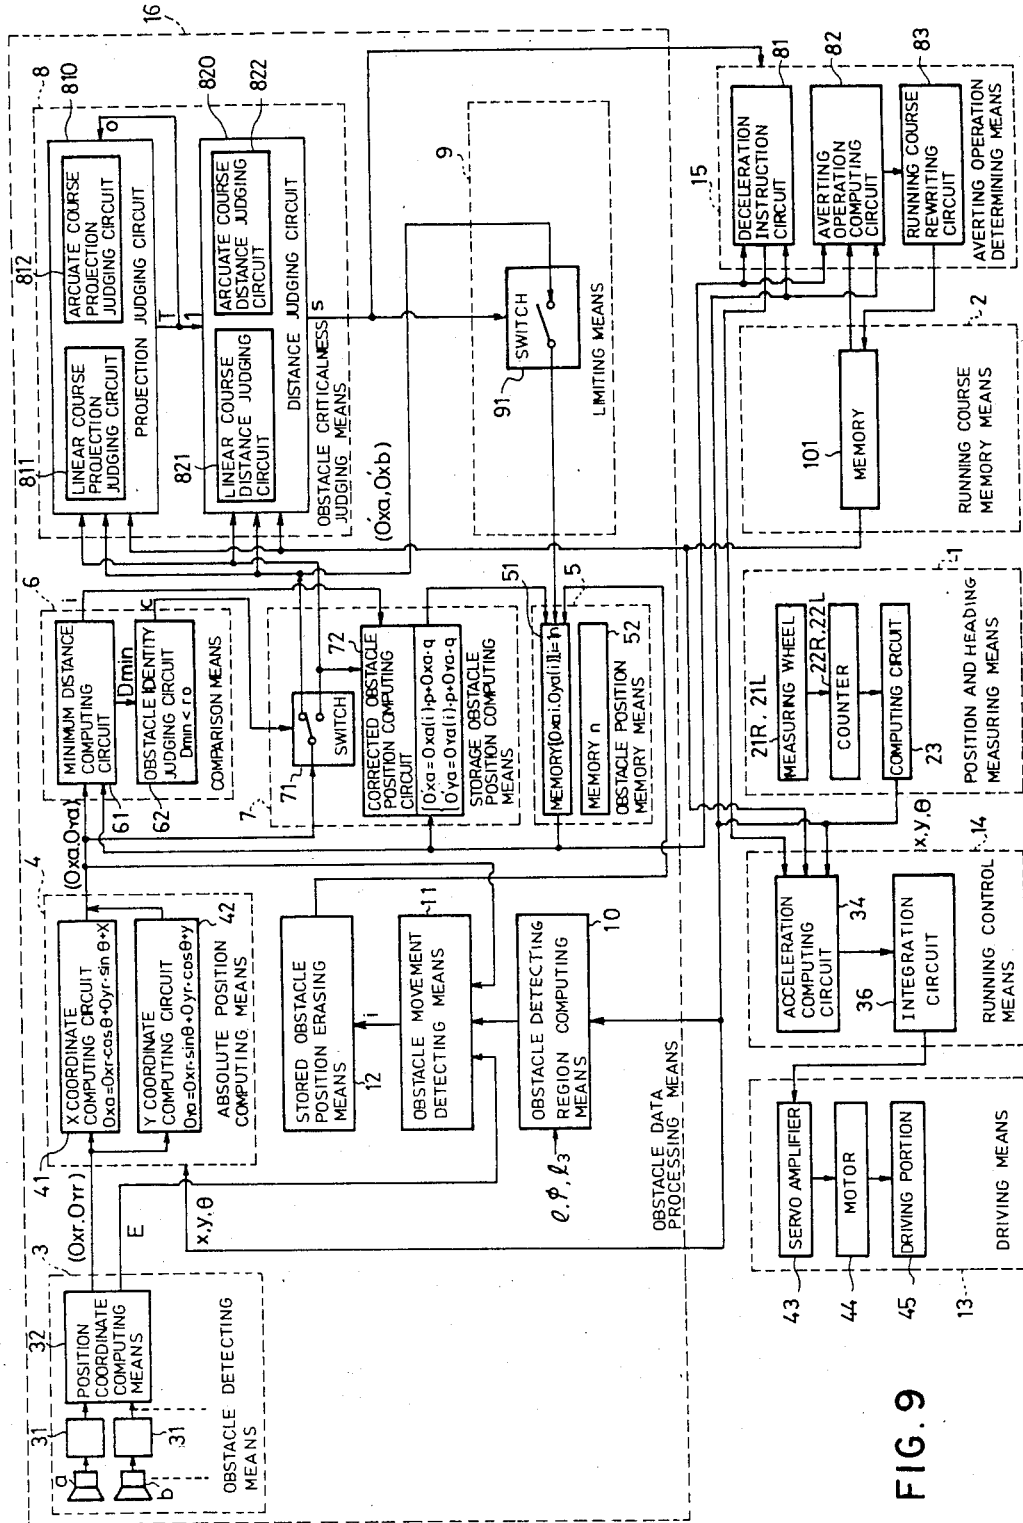 16
3
OBSTACLE DETECTING
MEANS
a
b
31
31
32
POSITION
COORDINATE
COMPUTING
MEANS
(Oxr,Oyr)
E
x,y,θ
4
41
X COORDINATE
COMPUTING CIRCUIT
Oxa=Oxr·cosθ+Oyr·sinθ+X
42
Y COORDINATE
COMPUTING CIRCUIT
Oya=Oxr·sinθ+Oyr·cosθ+y
ABSOLUTE POSITION
COMPUTING MEANS
(Oxa,Oya)
6
61
MINIMUM DISTANCE
COMPUTING
CIRCUIT
i
Dmin
62
OBSTACLE IDENTITY
JUDGING CIRCUIT
Dmin < ro
C
COMPARISON MEANS
7
71
SWITCH
72
CORRECTED OBSTACLE
POSITION COMPUTING
CIRCUIT
O'xa=Oxa(i)·p+Oxa·q
O'ya=Oya(i)·p+Oya·q
STORAGE OBSTACLE
POSITION COMPUTING
MEANS
5
51
52
MEMORY n
OBSTACLE POSITION
MEMORY MEANS
8
810
811
LINEAR COURSE
PROJECTION
JUDGING CIRCUIT
812
ARCUATE COURSE
PROJECTION
JUDGING CIRCUIT
PROJECTION JUDGING CIRCUIT
T
0
1
820
821
LINEAR COURSE
DISTANCE JUDGING
CIRCUIT
822
ARCUATE COURSE
DISTANCE JUDGING
CIRCUIT
DISTANCE JUDGING CIRCUIT
OBSTACLE CRITICALNESS
JUDGING MEANS
S
9
91
SWITCH
LIMITING MEANS
12
STORED OBSTACLE
POSITION ERASING
MEANS
i
11
OBSTACLE MOVEMENT
DETECTING MEANS
10
OBSTACLE DETECTING
REGION COMPUTING
MEANS
OBSTACLE DATA
PROCESSING MEANS
13
43
SERVO AMPLIFIER
44
MOTOR
45
DRIVING PORTION
DRIVING MEANS
14
34
ACCELERATION
COMPUTING
CIRCUIT
36
INTEGRATION
CIRCUIT
RUNNING CONTROL
MEANS
x,y,θ
1
21R, 21L
MEASURING WHEEL
22R,22L
COUNTER
23
COMPUTING CIRCUIT
POSITION AND HEADING
MEASURING MEANS
2
101
MEMORY
RUNNING COURSE
MEMORY MEANS
15
81
DECELERATION
INSTRUCTION
CIRCUIT
82
AVERTING
OPERATION
COMPUTING
CIRCUIT
83
RUNNING COURSE
REWRITING
CIRCUIT
AVERTING OPERATION
DETERMINING MEANS
FIG. 9